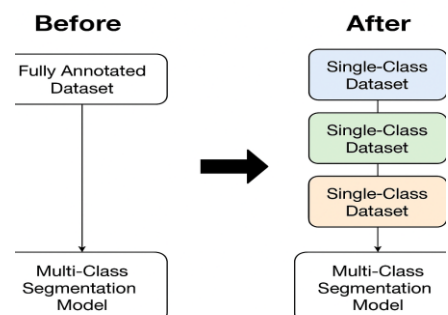 Before
Fully Annotated
Dataset
Multi-Class
Segmentation
Model
After
Single-Class
Dataset
Single-Class
Dataset
Single-Class
Dataset
Multi-Class
Segmentation
Model